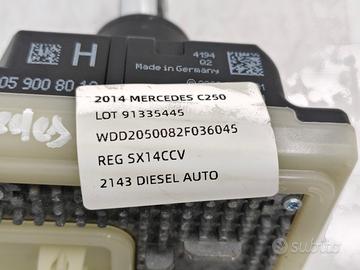 H
4194
02
Made in Germany
05 900 80
2014 MERCEDES C250
LOT 91335445
WDD2050082F036045
REG SX14CCV
2143 DIESEL AUTO
subito